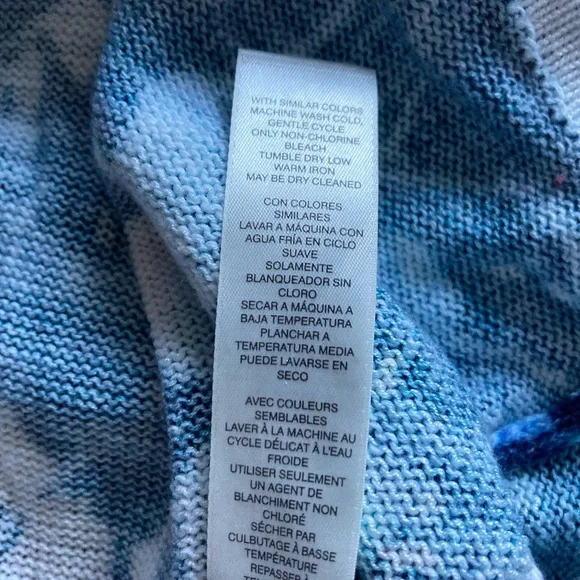 WITH SIMILAR COLORS
MACHINE WASH COLD,
GENTLE CYCLE
ONLY NON-CHLORINE
BLEACH
TUMBLE DRY LOW
WARM IRON
MAY BE DRY CLEANED
CON COLORES
SIMILARES
LAVAR A MÁQUINA CON
AGUA FRÍA EN CICLO
SUAVE
SOLAMENTE
BLANQUEADOR SIN
CLORO
SECAR A MÁQUINA A
BAJA TEMPERATURA
PLANCHAR A
TEMPERATURA MEDIA
PUEDE LAVARSE EN
SECO
AVEC COULEURS
SEMBLABLES
LAVER À LA MACHINE AU
CYCLE DÉLICAT À L'EAU
FROIDE
UTILISER SEULEMENT
UN AGENT DE
BLANCHIMENT NON
CHLORÉ
SÉCHER PAR
CULBUTAGE À BASSE
TEMPÉRATURE
REPASSER À